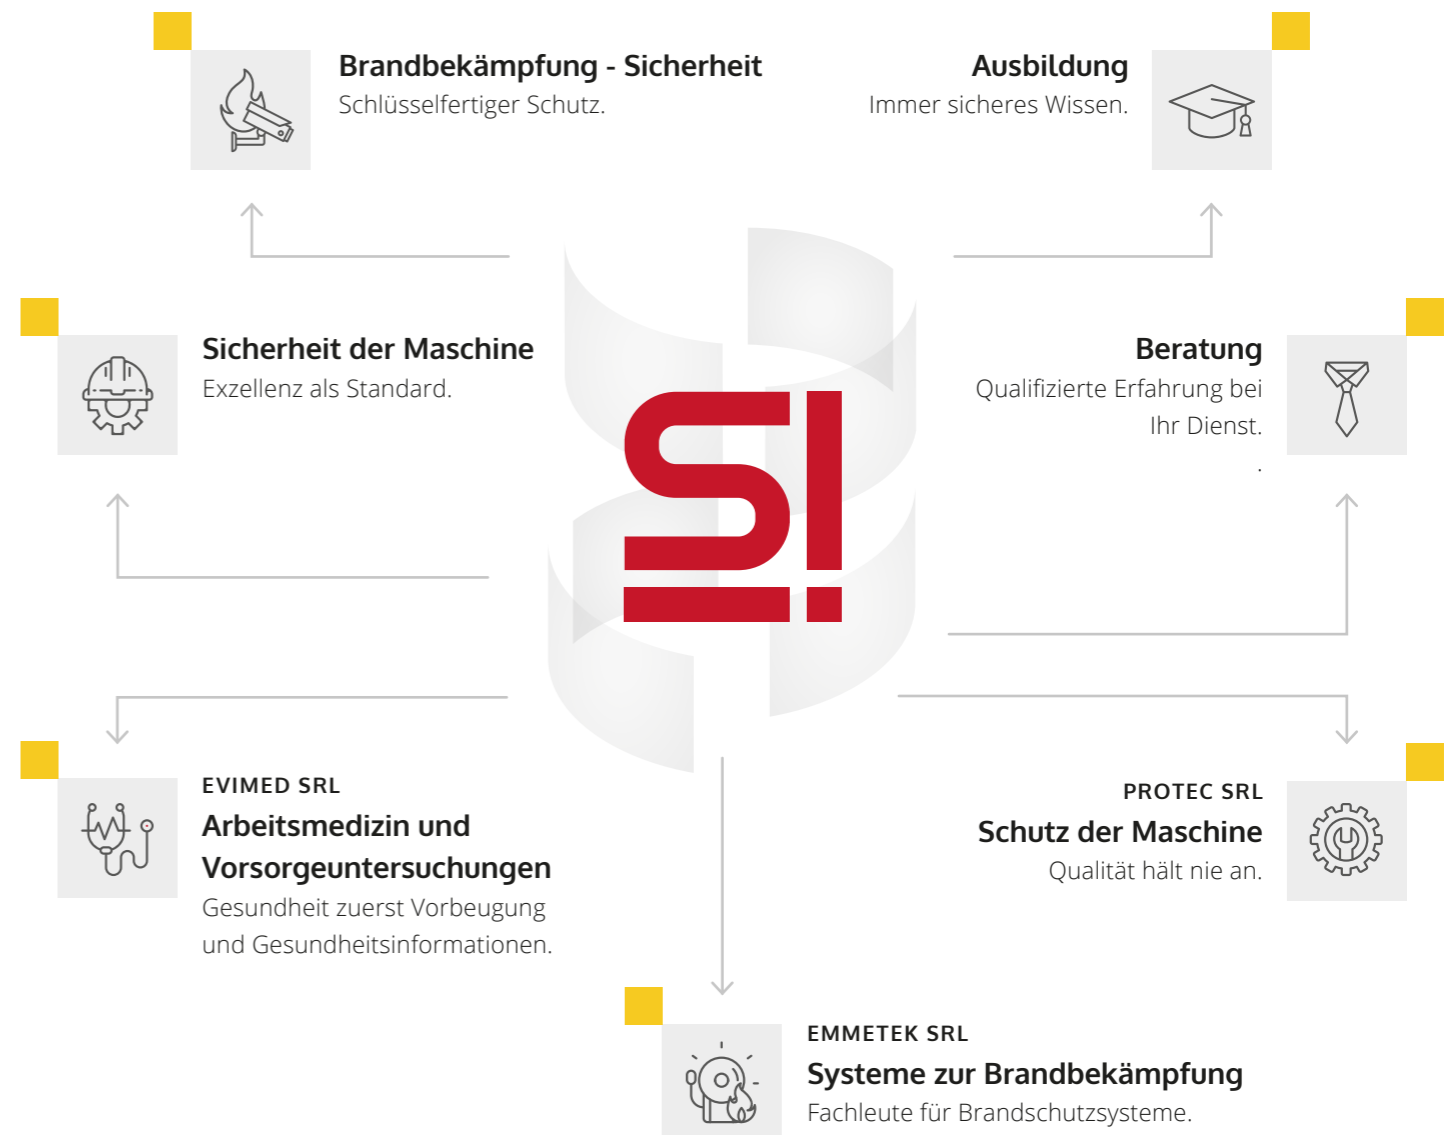 Brandbekämpfung - Sicherheit
Schlüsselfertiger Schutz.
Ausbildung
Immer sicheres Wissen.
Sicherheit der Maschine
Exzellenz als Standard.
Beratung
Qualifizierte Erfahrung bei
Ihr Dienst.
.
SI
EVIMED SRL
Arbeitsmedizin und
Vorsorgeuntersuchungen
Gesundheit zuerst Vorbeugung
und Gesundheitsinformationen.
PROTEC SRL
Schutz der Maschine
Qualität hält nie an.
EMMETEK SRL
Systeme zur Brandbekämpfung
Fachleute für Brandschutzsysteme.